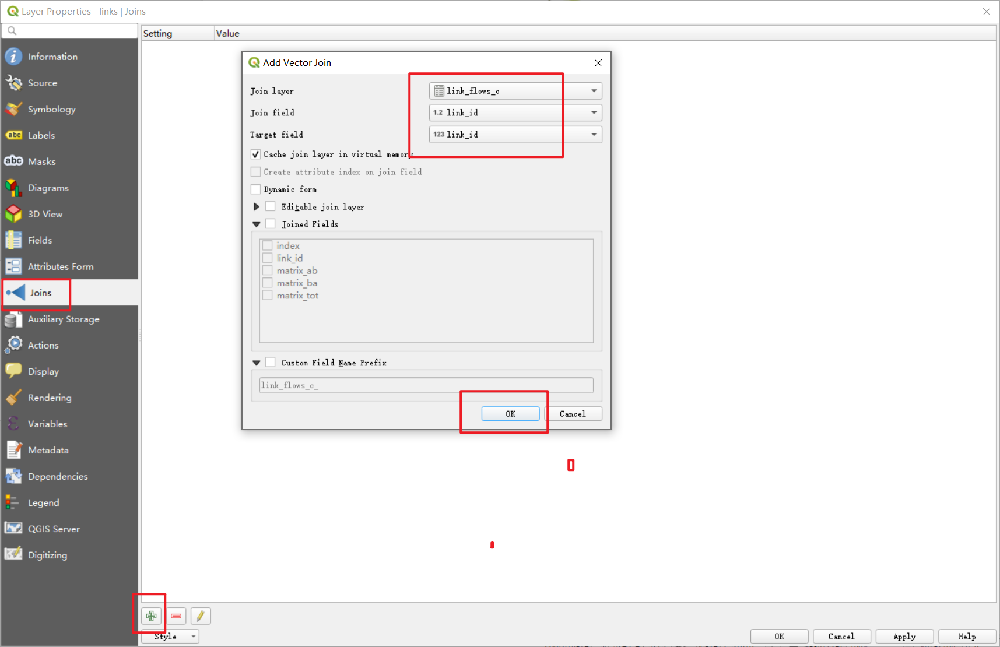 Layer Properties - links | Joins
Setting
Value
Information
Source
Symbology
abc Labels
abc Masks
Diagrams
3D View
Fields
Attributes Form
Joins
Auxiliary Storage
Actions
Display
Rendering
Variables
Metadata
Dependencies
Legend
QGIS Server
Digitizing
Add Vector Join
Join layer
link_flows_c
Join field
1.2 link_id
Target field
123 link_id
Cache join layer in virtual memory
Create attribute index on join field
Dynamic form
Editable join layer
Joined Fields
index
link_id
matrix_ab
matrix_ba
matrix_tot
Custom Field Name Prefix
link_flows_c_
OK
Cancel
Style
OK
Cancel
Apply
Help